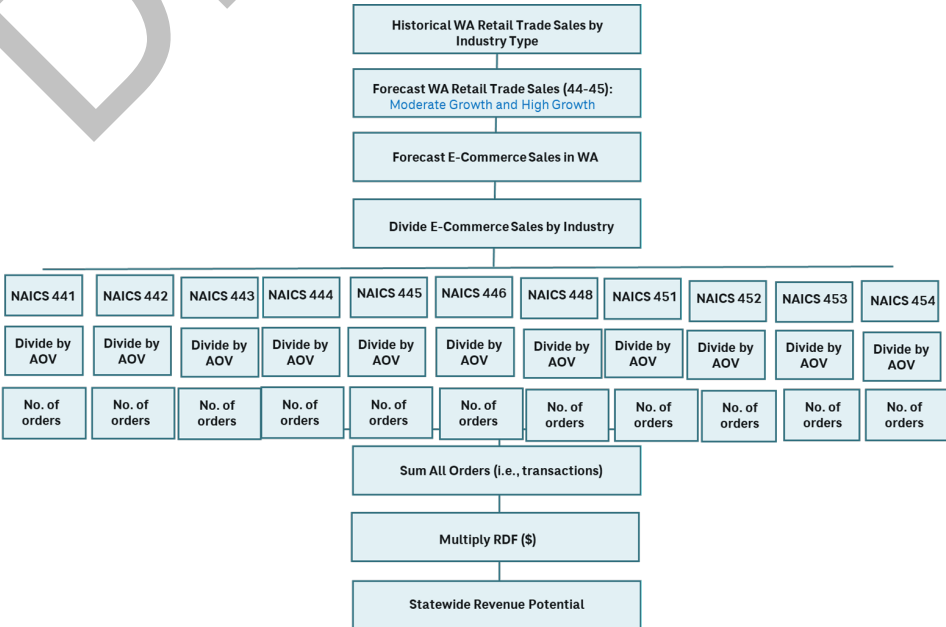 Historical WA Retail Trade Sales by
Industry Type
Forecast WA Retail Trade Sales (44-45):
Moderate Growth and High Growth
Forecast E-Commerce Sales in WA
Divide E-Commerce Sales by Industry
NAICS 441
NAICS 442
NAICS 443
NAICS 444
NAICS 445
NAICS 446
NAICS 448
NAICS 451
NAICS 452
NAICS 453
NAICS 454
Divide by
AOV
Divide by
AOV
Divide by
AOV
Divide by
AOV
Divide by
AOV
Divide by
AOV
Divide by
AOV
Divide by
AOV
Divide by
AOV
Divide by
AOV
Divide by
AOV
No. of
orders
No. of
orders
No. of
orders
No. of
orders
No. of
orders
No. of
orders
No. of
orders
No. of
orders
No. of
orders
No. of
orders
No. of
orders
Sum All Orders (i.e., transactions)
Multiply RDF ($)
Statewide Revenue Potential